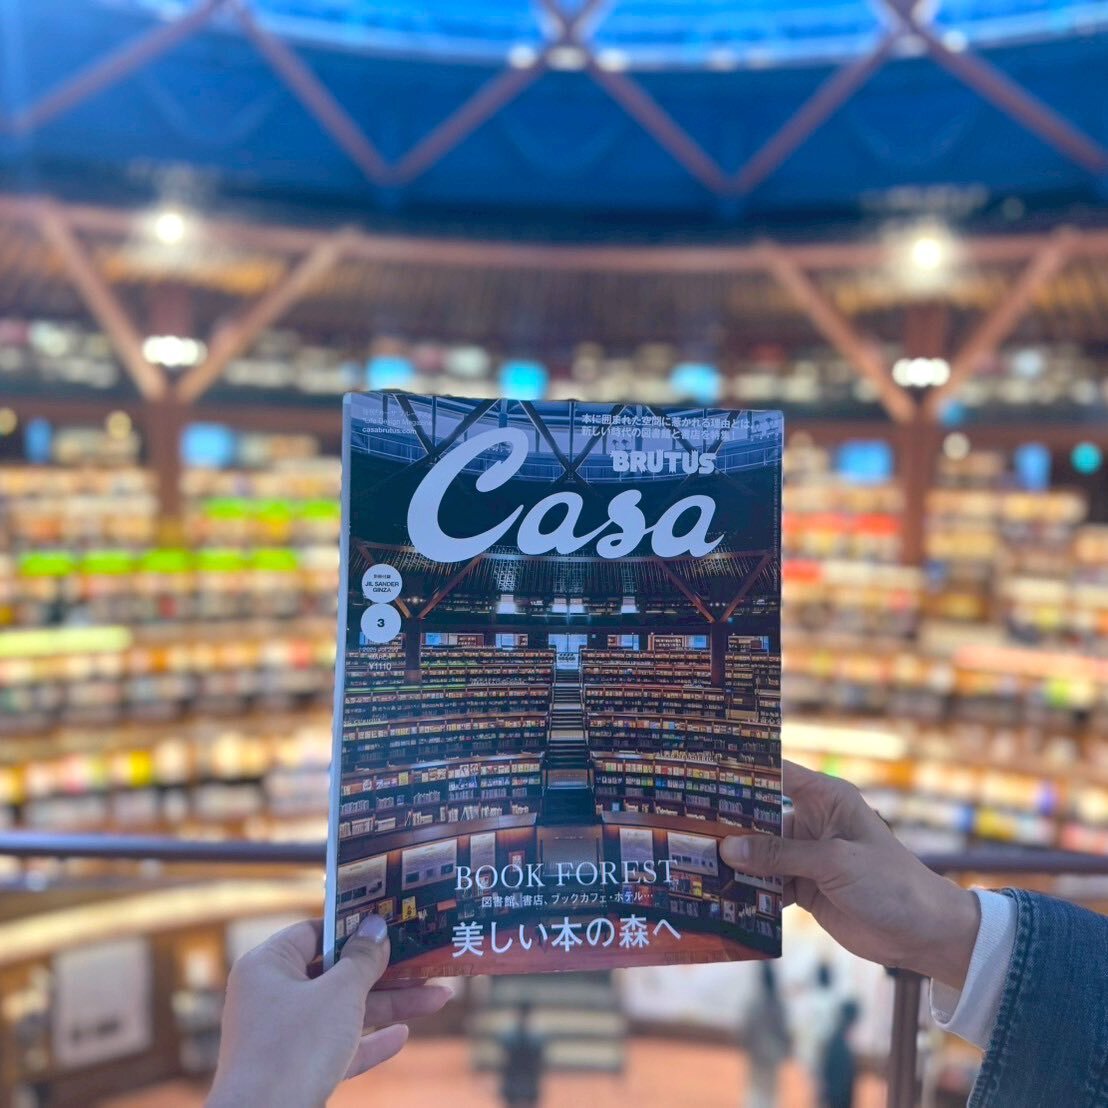 Life Design Magazine
casabrutus.com
本に囲まれた空間に惹かれる理由とは。
新しい時代の図書館と書店を特集！
BRUTUS
Casa
JIL SANDER
GINZA
3
¥1110
BOOK FOREST
図書館、書店、ブックカフェ・ホテル…
美しい本の森へ